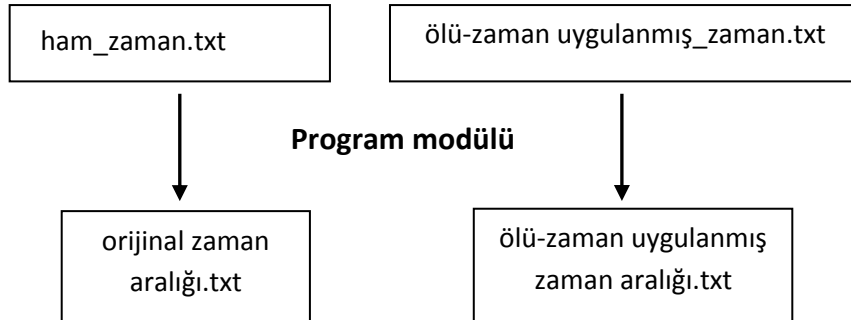 ham_zaman.txt
ölü-zaman uygulanmış_zaman.txt
Program modülü
orijinal zaman
aralığı.txt
ölü-zaman uygulanmış
zaman aralığı.txt